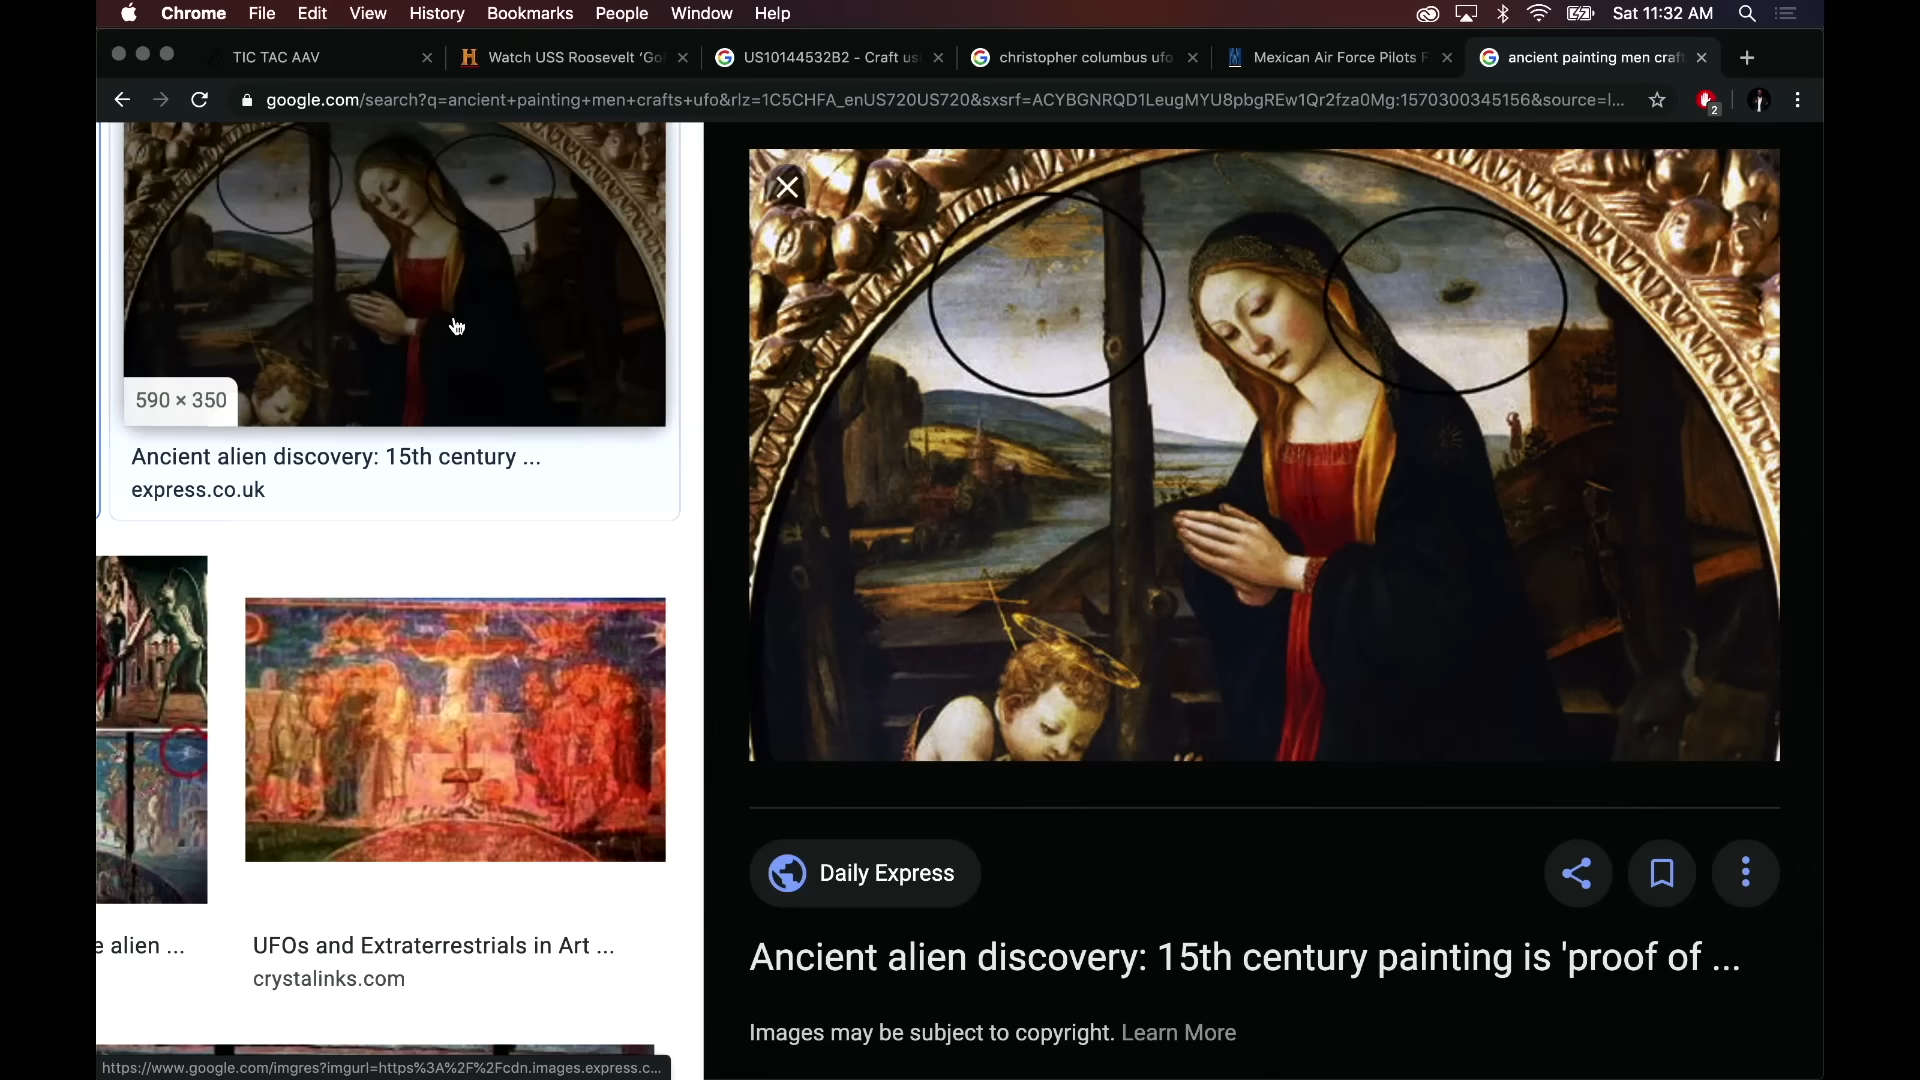 Chrome File Edit View History Bookmarks People Window Help Sat 11:32 AM
TIC TAC AAV
Watch USS Roosevelt ‘Go
US10144532B2 - Craft us
christopher columbus ufo
Mexican Air Force Pilots F
ancient painting men craf
google.com/search?q=ancient+painting+men+crafts+ufo&rlz=1C5CHFA_enUS720US720&sxsrf=ACYBGNRQD1LeugMYU8pbgREw1Qr2fza0Mg:1570300345156&source=l...
2
590 × 350
Ancient alien discovery: 15th century ...
express.co.uk
e alien ...
UFOs and Extraterrestrials in Art ...
crystalinks.com
https://www.google.com/imgres?imgurl=https%3A%2F%2Fcdn.images.express.c...
Daily Express
Ancient alien discovery: 15th century painting is 'proof of ...
Images may be subject to copyright. Learn More